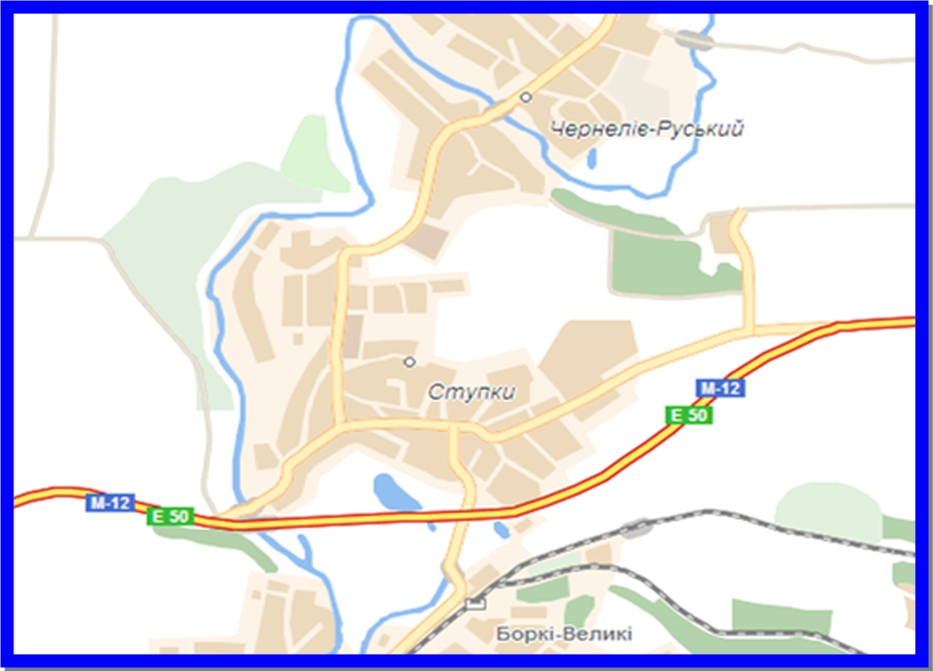 Чернеліє-Руський
Ступки
М-12
Е 50
М-12
Е 50
Боркі-Великі